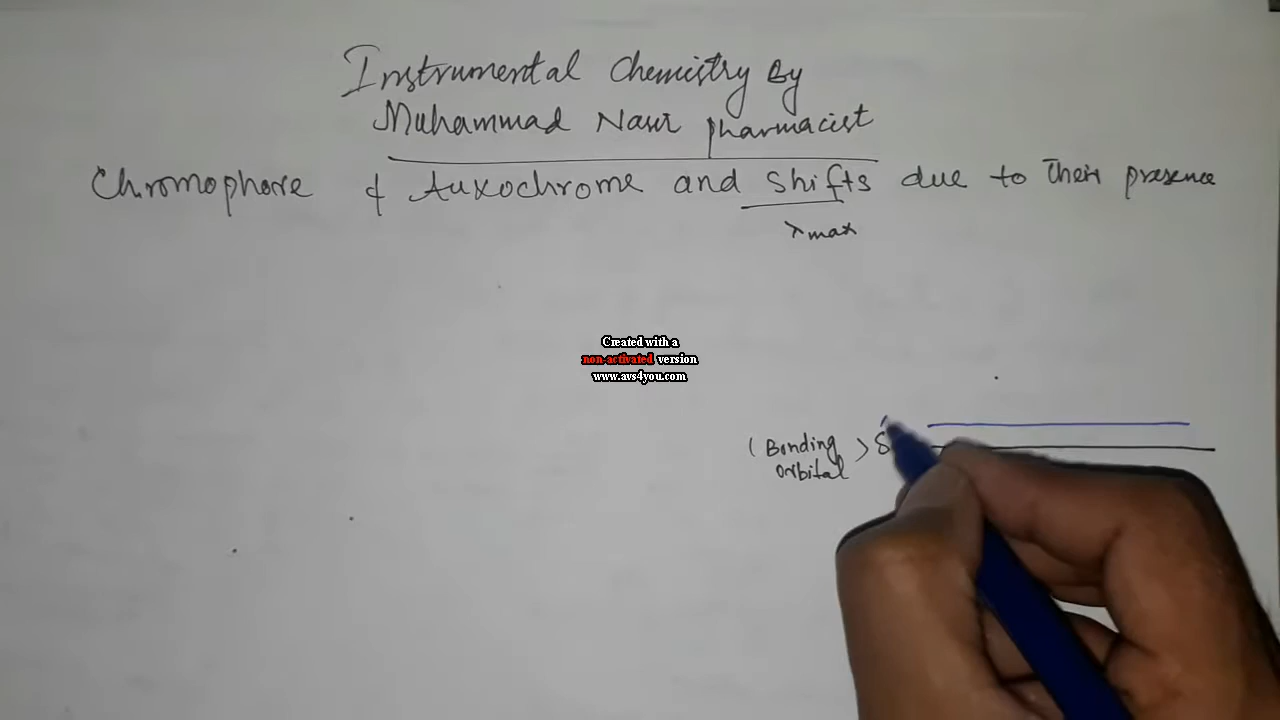 Instrumental Chemistry By
Muhammad Nasir pharmacist
Chromophore & Auxochrome and shifts due to their presence
λmax
Created with a
non-activated version
www.avs4you.com
(Bonding orbital) δ